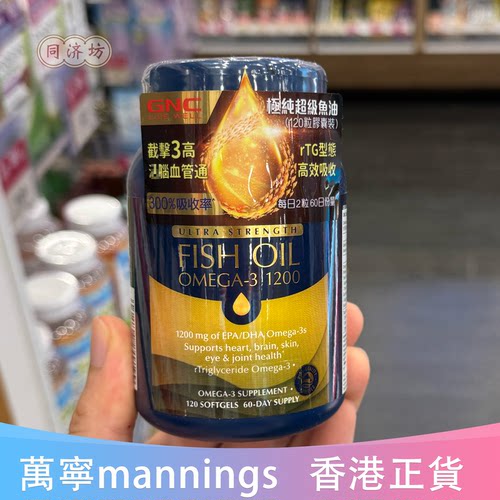 同济坊
GNC
極純超級魚油
(120粒膠囊裝)
截擊3高
通腦血管通
rTG型態
高效吸收
300%吸收率
每日2粒 60日份量
ULTRA STRENGTH
FISH OIL
OMEGA-3 1200
1200 mg of EPA/DHA Omega-3s
Supports heart, brain, skin,
eye & joint health
rTriglyceride Omega-3
OMEGA-3 SUPPLEMENT
120 SOFTGELS 60-DAY SUPPLY
萬寧mannings 香港正貨